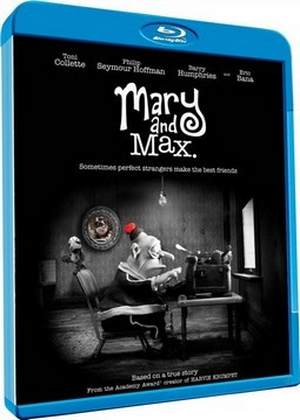 Blu-ray Disc
Toni Collette
Philip Seymour Hoffman
Barry Humphries
and
Eric Bana
Mary
and
Max.
Sometimes perfect strangers make the best friends
Based on a true story
From the Academy Award® creator of HARVIE KRUMPET